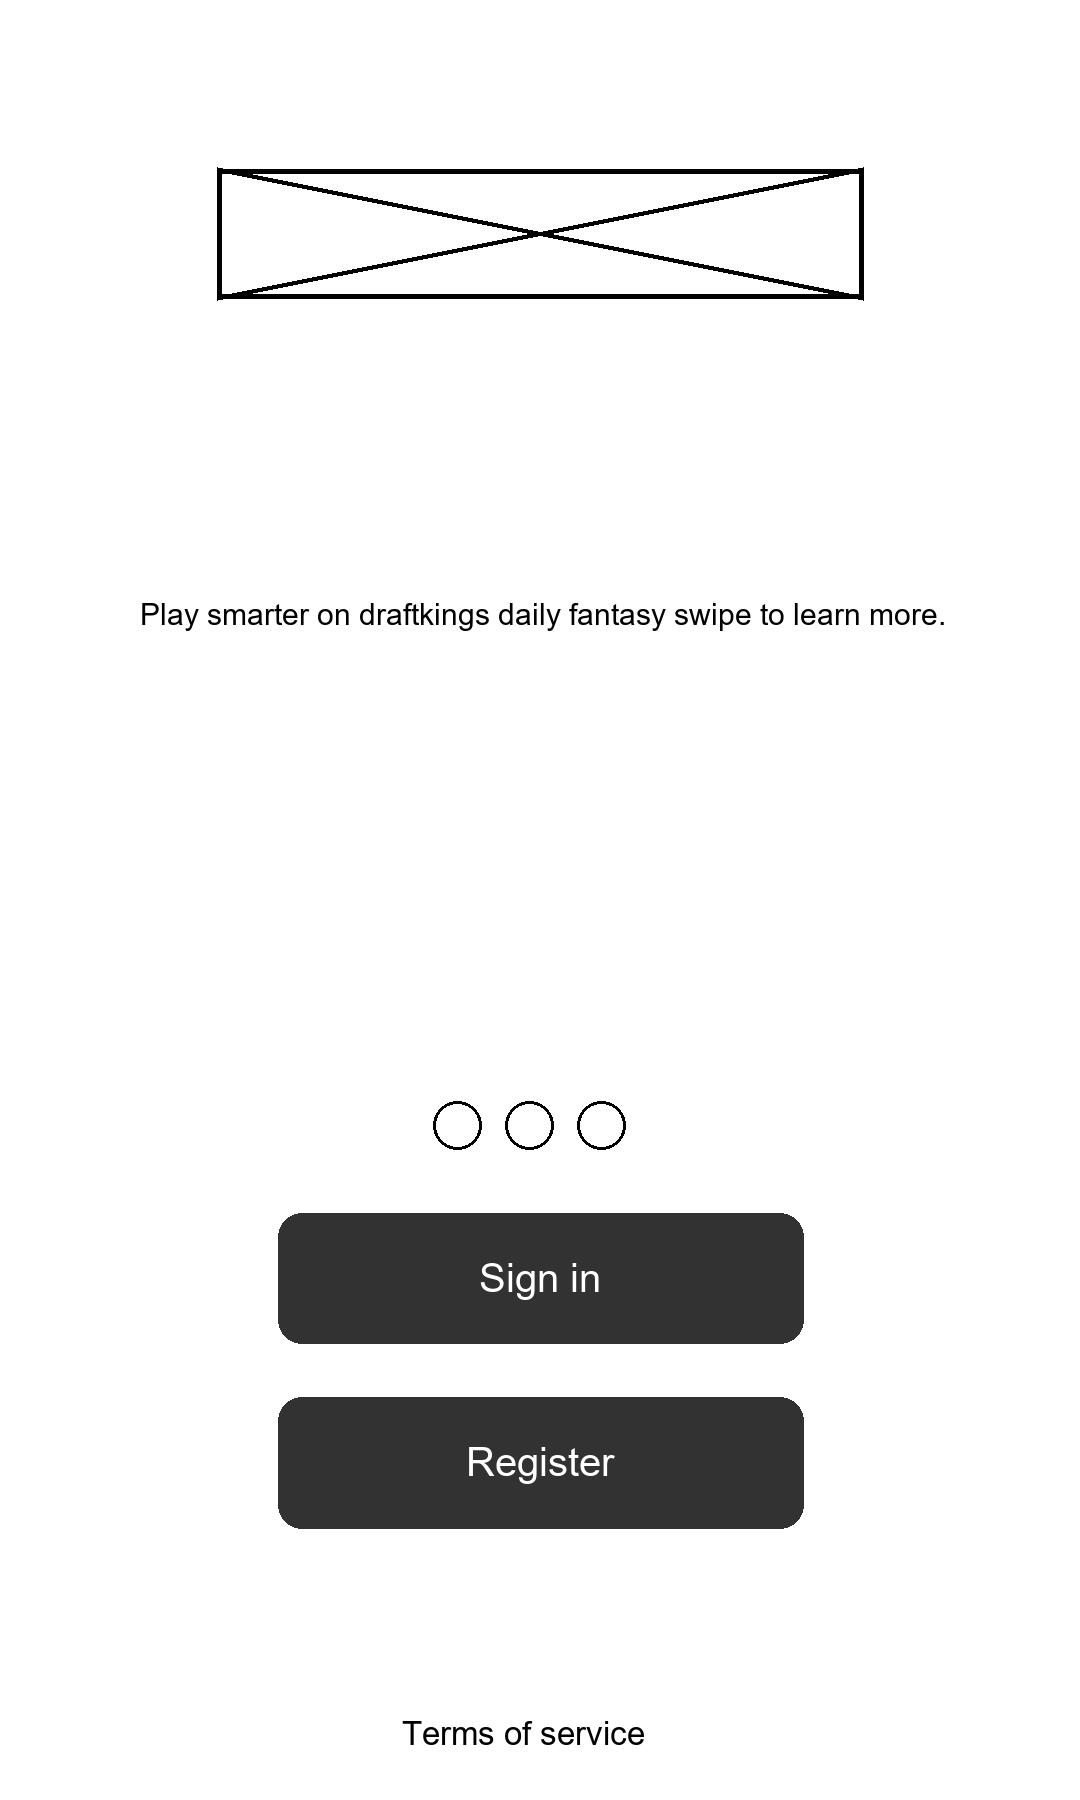 Play smarter on draftkings daily fantasy swipe to learn more.
Sign in
Register
Terms of service